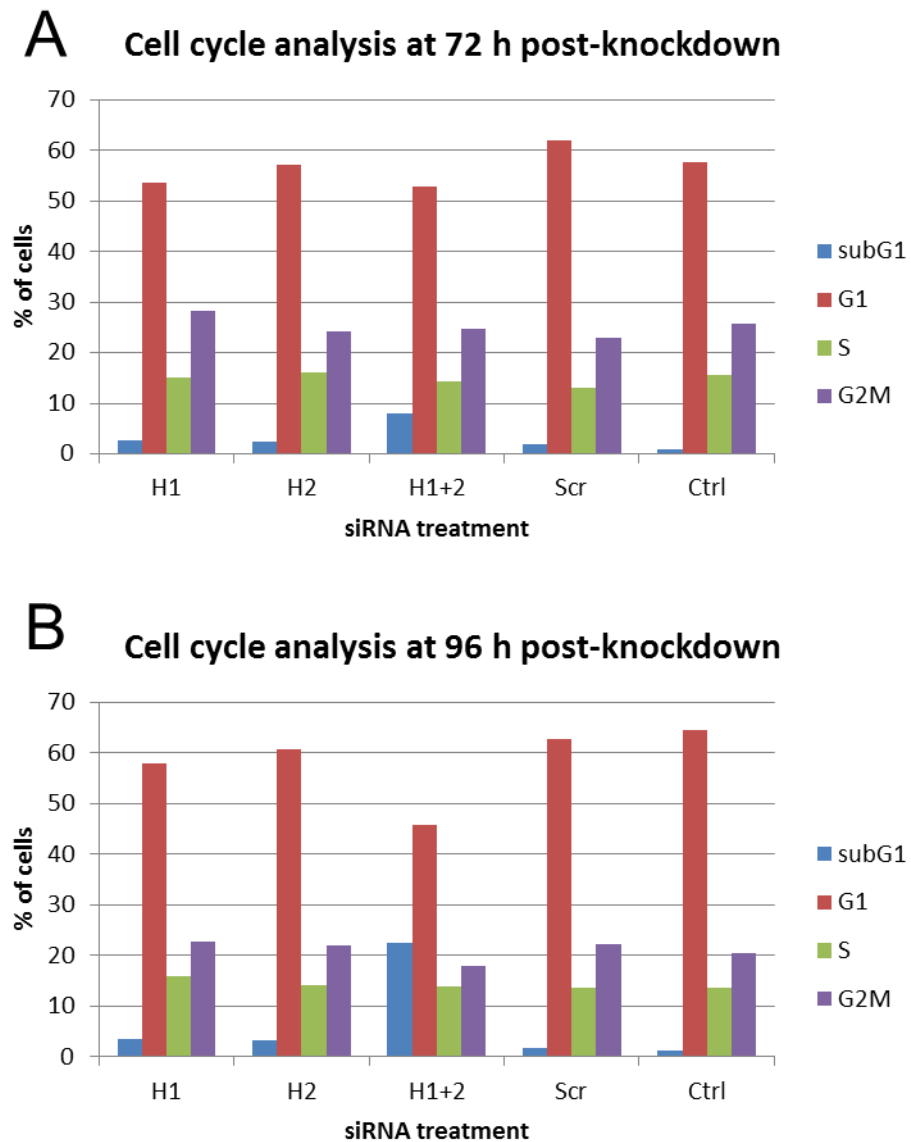 A
Cell cycle analysis at 72 h post-knockdown
70
60
50
40
30
20
10
0
% of cells
H1 H2 H1+2 Scr Ctrl
siRNA treatment
subG1
G1
S
G2M
B
Cell cycle analysis at 96 h post-knockdown
70
60
50
40
30
20
10
0
% of cells
H1 H2 H1+2 Scr Ctrl
siRNA treatment
subG1
G1
S
G2M